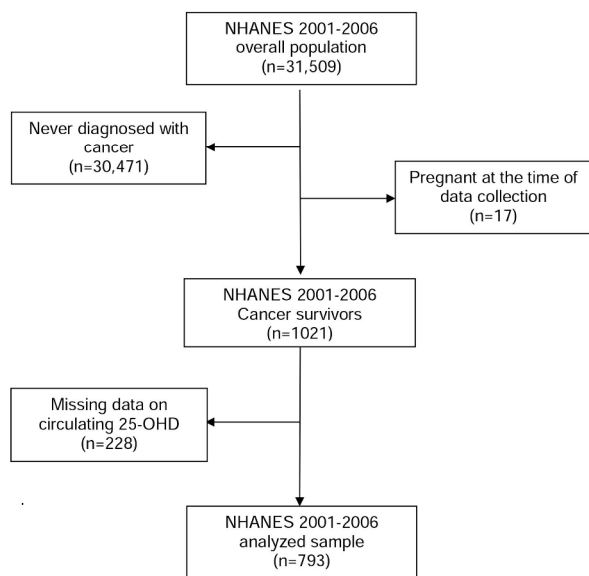 NHANES 2001-2006
overall population
(n=31,509)
Never diagnosed with
cancer
(n=30,471)
Pregnant at the time of
data collection
(n=17)
NHANES 2001-2006
Cancer survivors
(n=1021)
Missing data on
circulating 25-OHD
(n=228)
.
NHANES 2001-2006
analyzed sample
(n=793)